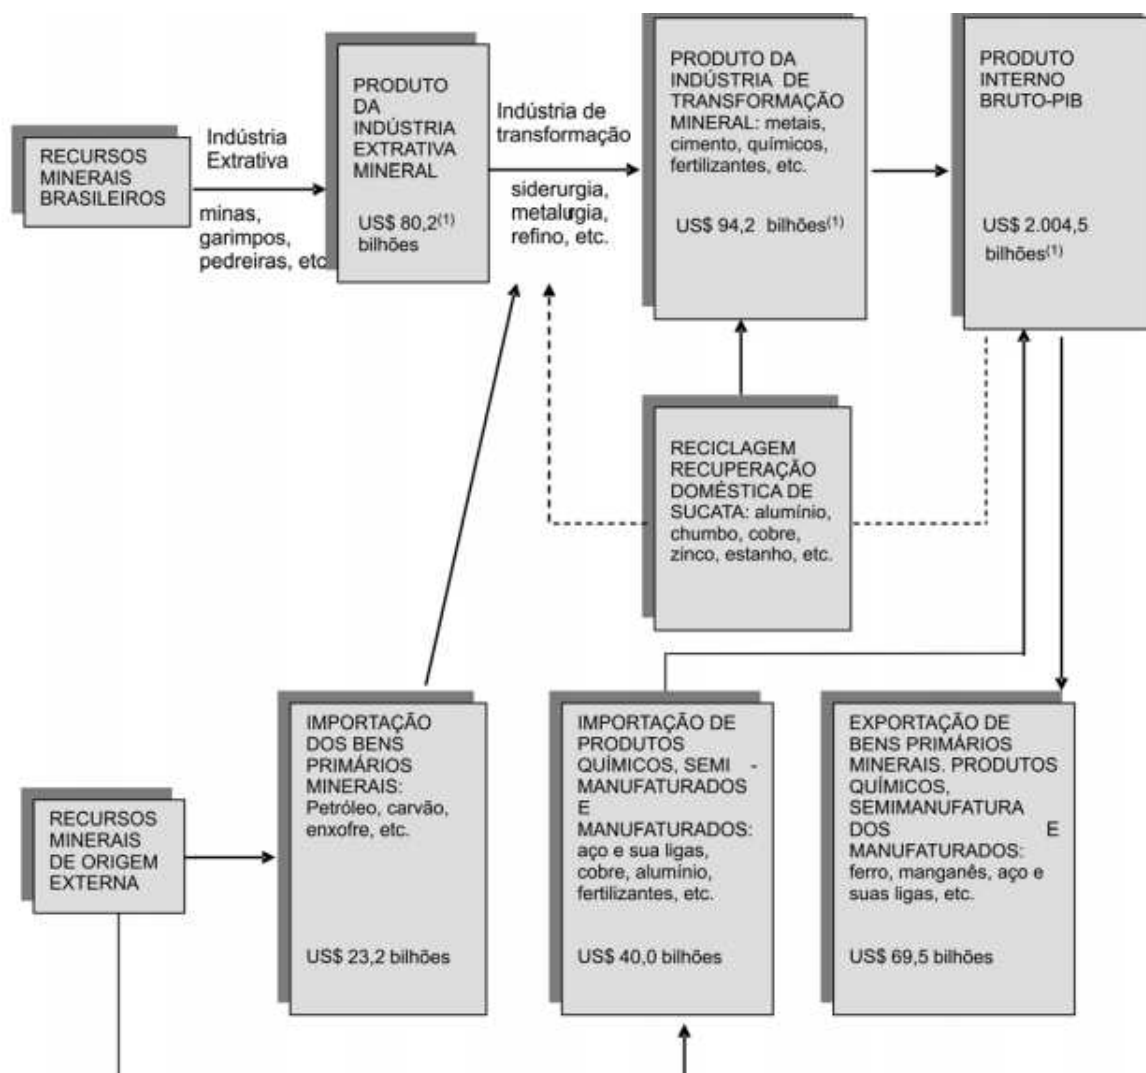 RECURSOS
MINERAIS
BRASILEIROS
Indústria
Extrativa
minas,
garimpos,
pedreiras, etc
PRODUTO
DA
INDÚSTRIA
EXTRATIVA
MINERAL
US$ 80,2(1)
bilhões
Indústria de
transformação
siderurgia,
metalurgia,
refino, etc.
PRODUTO DA
INDÚSTRIA DE
TRANSFORMAÇÃO
MINERAL: metais,
cimento, químicos,
fertilizantes, etc.
US$ 94,2 bilhões(1)
PRODUTO
INTERNO
BRUTO-PIB
US$ 2.004,5
bilhões(1)
RECICLAGEM
RECUPERAÇÃO
DOMÉSTICA DE
SUCATA: alumínio,
chumbo, cobre,
zinco, estanho, etc.
RECURSOS
MINERAIS
DE ORIGEM
EXTERNA
IMPORTAÇÃO
DOS BENS
PRIMÁRIOS
MINERAIS:
Petróleo, carvão,
enxofre, etc.
US$ 23,2 bilhões
IMPORTAÇÃO DE
PRODUTOS
QUÍMICOS, SEMI -
MANUFATURADOS
E
MANUFATURADOS:
aço e sua ligas,
cobre, alumínio,
fertilizantes, etc.
US$ 40,0 bilhões
EXPORTAÇÃO DE
BENS PRIMÁRIOS
MINERAIS. PRODUTOS
QUÍMICOS,
SEMIMANUFATURA
DOS E
MANUFATURADOS:
ferro, manganês, aço e
suas ligas, etc.
US$ 69,5 bilhões